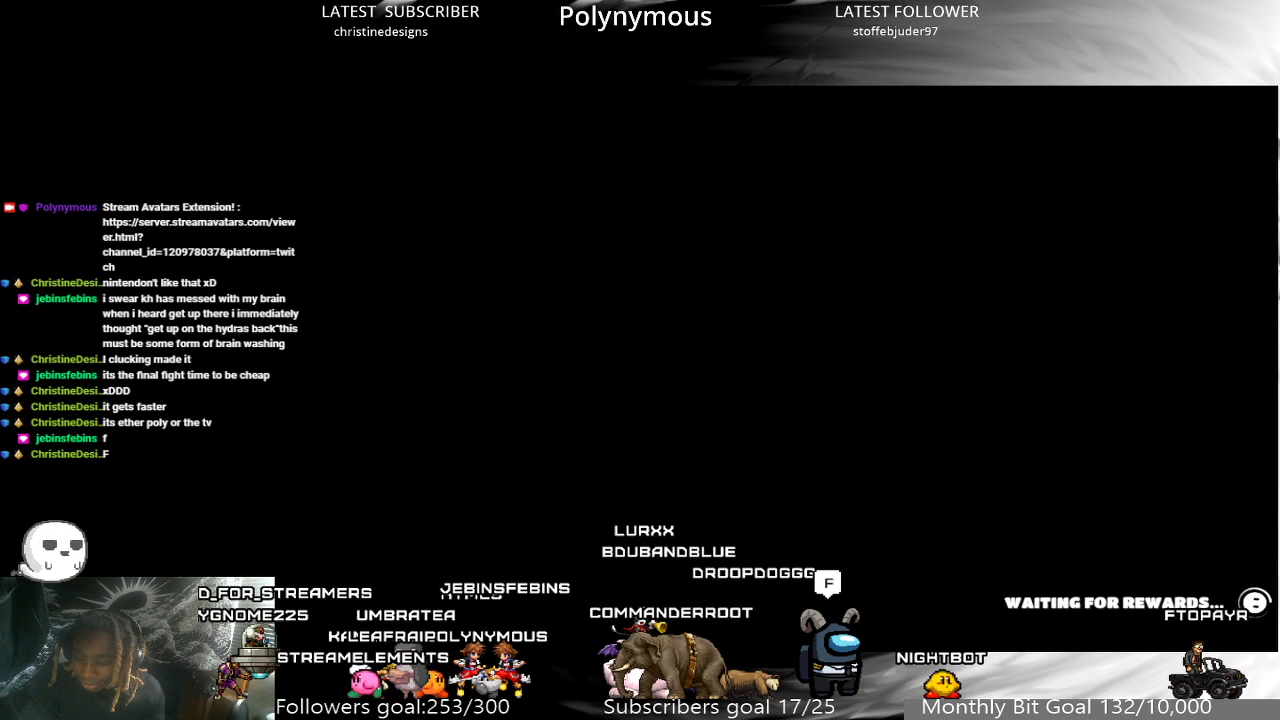 LATEST SUBSCRIBER
christinedesigns
Polynymous
LATEST FOLLOWER
stoffebjuder97
Polynymous Stream Avatars Extension! :
https://server.streamavatars.com/view
er.html?
channel_id=120978037&platform=twit
ch
ChristineDesi..nintendon't like that xD
jebinsfebins i swear kh has messed with my brain
when i heard get up there i immediately
thought "get up on the hydras back"this
must be some form of brain washing
ChristineDesi..I clucking made it
jebinsfebins its the final fight time to be cheap
ChristineDesi..xDDD
ChristineDesi..it gets faster
ChristineDesi..its ether poly or the tv
jebinsfebins f
ChristineDesi..F
LURXX
BDUBANDBLUE
DROOPDOGGG
F
D_FOR_STREAMERS
JEBINSFEBINS
YGNOME225
UMBRATEA
COMMANDERROOT
WAITING FOR REWARDS...
FTOPAYR
POLYNYMOUS
STREAMELEMENTS
NIGHTBOT
Followers goal:253/300
Subscribers goal 17/25
Monthly Bit Goal 132/10,000